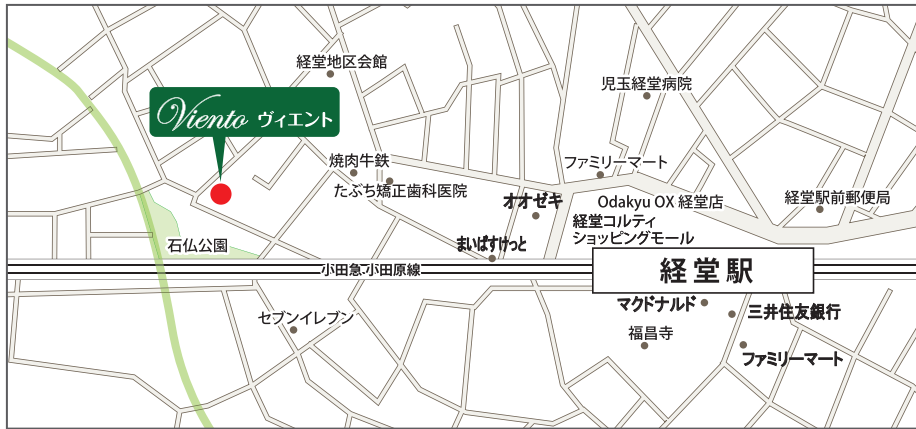 経堂地区会館
児玉経堂病院
Viento ヴィエント
焼肉牛鉄
ファミリーマート
たぶち矯正歯科医院
オオゼキ
Odakyu OX 経堂店
経堂駅前郵便局
経堂コルティ
ショッピングモール
石仏公園
まいばすけっと
小田急小田原線
経堂駅
マクドナルド
三井住友銀行
セブンイレブン
福昌寺
ファミリーマート